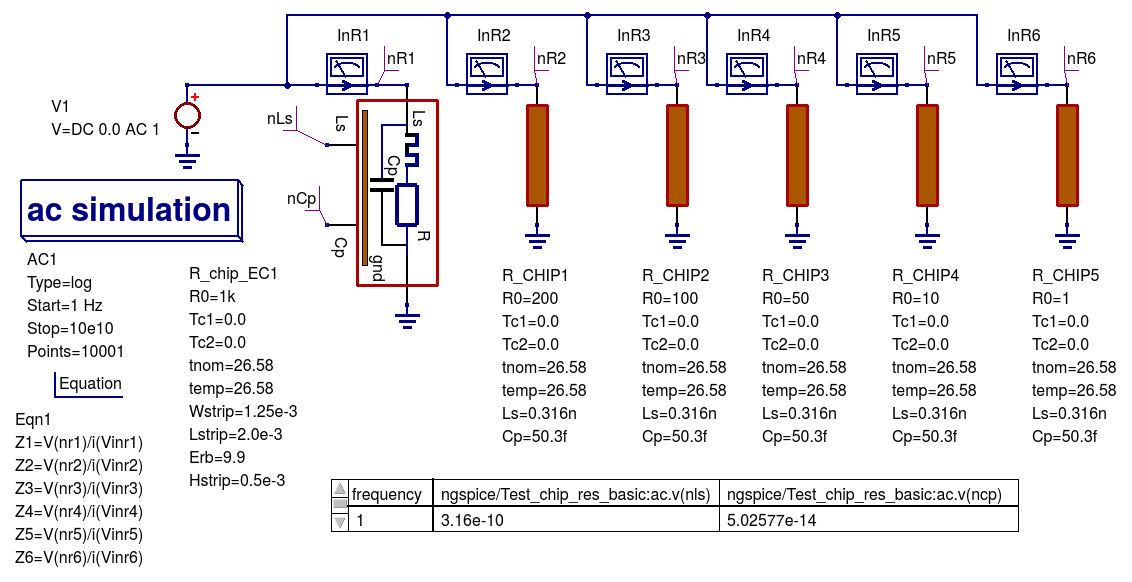 InR1
InR2
InR3
InR4
InR5
InR6
nR1
nR2
nR3
nR4
nR5
nR6
V1
V=DC 0.0 AC 1
+
nLs
Ls
Ls
Cp
nCp
Cp
R
gnd
ac simulation
AC1
Type=log
Start=1 Hz
Stop=10e10
Points=10001
Equation
Eqn1
Z1=V(nr1)/i(Vinr1)
Z2=V(nr2)/i(Vinr2)
Z3=V(nr3)/i(Vinr3)
Z4=V(nr4)/i(Vinr4)
Z5=V(nr5)/i(Vinr5)
Z6=V(nr6)/i(Vinr6)
R_chip_EC1
R0=1k
Tc1=0.0
Tc2=0.0
tnom=26.58
temp=26.58
Wstrip=1.25e-3
Lstrip=2.0e-3
Erb=9.9
Hstrip=0.5e-3
R_CHIP1
R0=200
Tc1=0.0
Tc2=0.0
tnom=26.58
temp=26.58
Ls=0.316n
Cp=50.3f
R_CHIP2
R0=100
Tc1=0.0
Tc2=0.0
tnom=26.58
temp=26.58
Ls=0.316n
Cp=50.3f
R_CHIP3
R0=50
Tc1=0.0
Tc2=0.0
tnom=26.58
temp=26.58
Ls=0.316n
Cp=50.3f
R_CHIP4
R0=10
Tc1=0.0
Tc2=0.0
tnom=26.58
temp=26.58
Ls=0.316n
Cp=50.3f
R_CHIP5
R0=1
Tc1=0.0
Tc2=0.0
tnom=26.58
temp=26.58
Ls=0.316n
Cp=50.3f
frequency ngspice/Test_chip_res_basic:ac.v(nls) ngspice/Test_chip_res_basic:ac.v(ncp)
1 3.16e-10 5.02577e-14